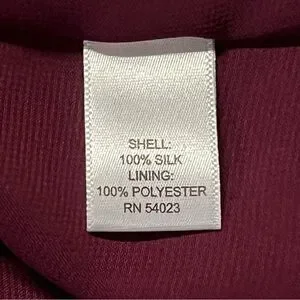 SHELL:
100% SILK
LINING:
100% POLYESTER
RN 54023